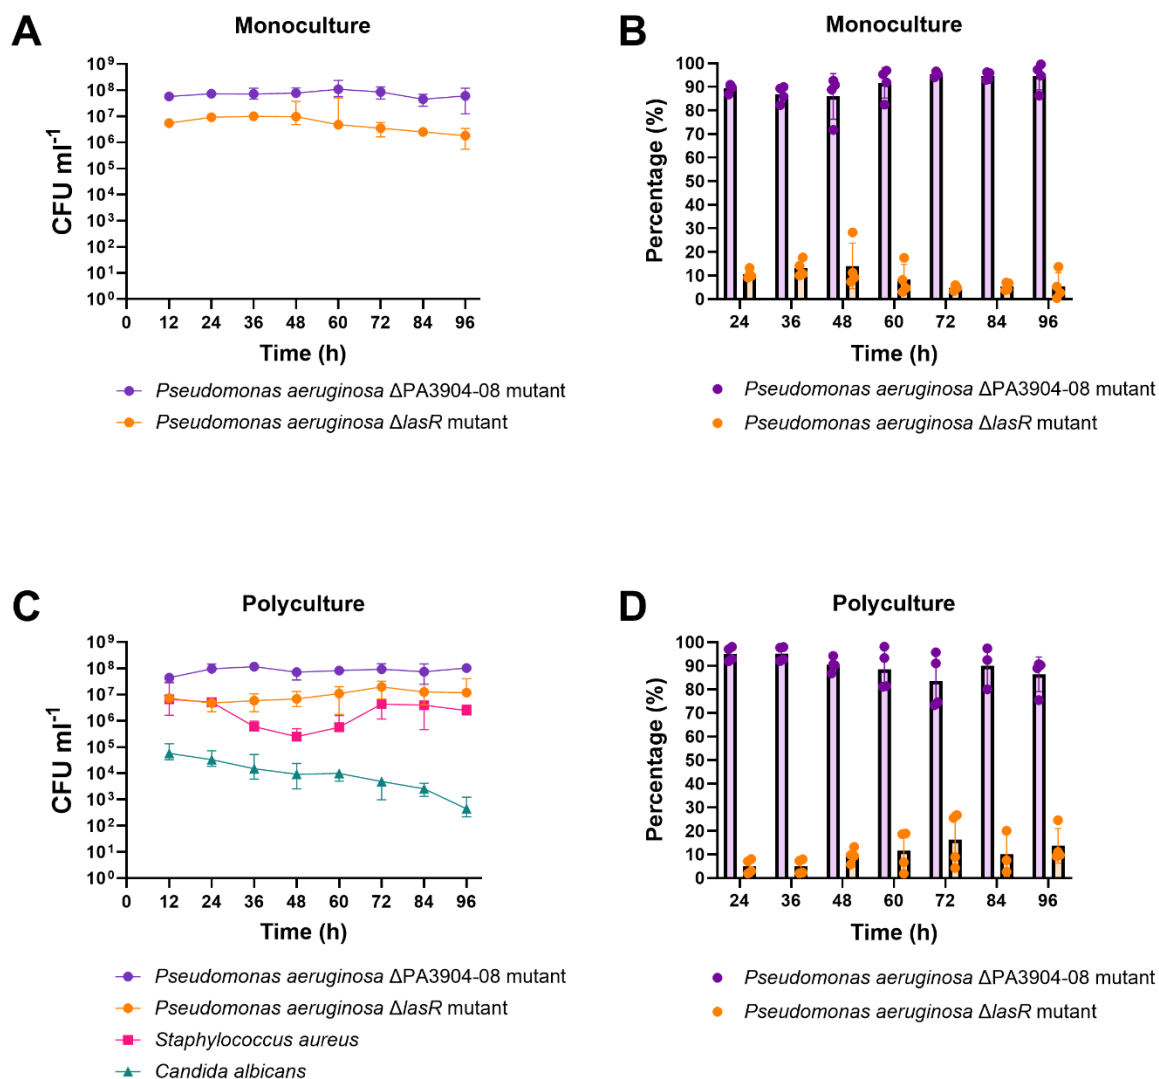 A
Monoculture
CFU ml⁻¹
10⁹
10⁸
10⁷
10⁶
10⁵
10⁴
10³
10²
10¹
10⁰
0 12 24 36 48 60 72 84 96
Time (h)
Pseudomonas aeruginosa ΔPA3904-08 mutant
Pseudomonas aeruginosa ΔlasR mutant
B
Monoculture
Percentage (%)
100
90
80
70
60
50
40
30
20
10
0
24 36 48 60 72 84 96
Time (h)
Pseudomonas aeruginosa ΔPA3904-08 mutant
Pseudomonas aeruginosa ΔlasR mutant
C
Polyculture
CFU ml⁻¹
10⁹
10⁸
10⁷
10⁶
10⁵
10⁴
10³
10²
10¹
10⁰
0 12 24 36 48 60 72 84 96
Time (h)
Pseudomonas aeruginosa ΔPA3904-08 mutant
Pseudomonas aeruginosa ΔlasR mutant
Staphylococcus aureus
Candida albicans
D
Polyculture
Percentage (%)
100
90
80
70
60
50
40
30
20
10
0
24 36 48 60 72 84 96
Time (h)
Pseudomonas aeruginosa ΔPA3904-08 mutant
Pseudomonas aeruginosa ΔlasR mutant